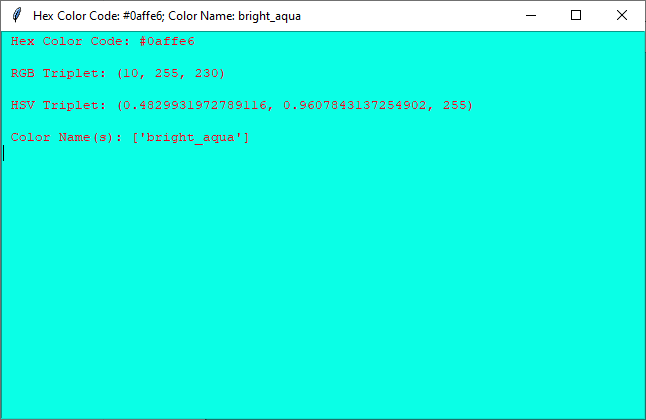 Hex Color Code: #0affe6; Color Name: bright_aqua
Hex Color Code: #0affe6
RGB Triplet: (10, 255, 230)
HSV Triplet: (0.4829931972789116, 0.9607843137254902, 255)
Color Name(s): ['bright_aqua']